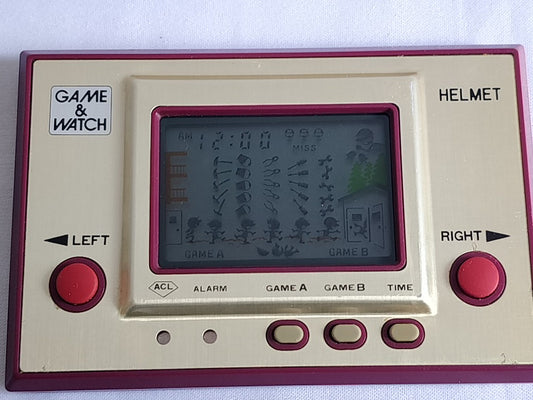 GAME
&
WATCH
HELMET
AM 12:00
MISS
LEFT
RIGHT
GAME A
GAME B
ACL
ALARM
GAME A
GAME B
TIME